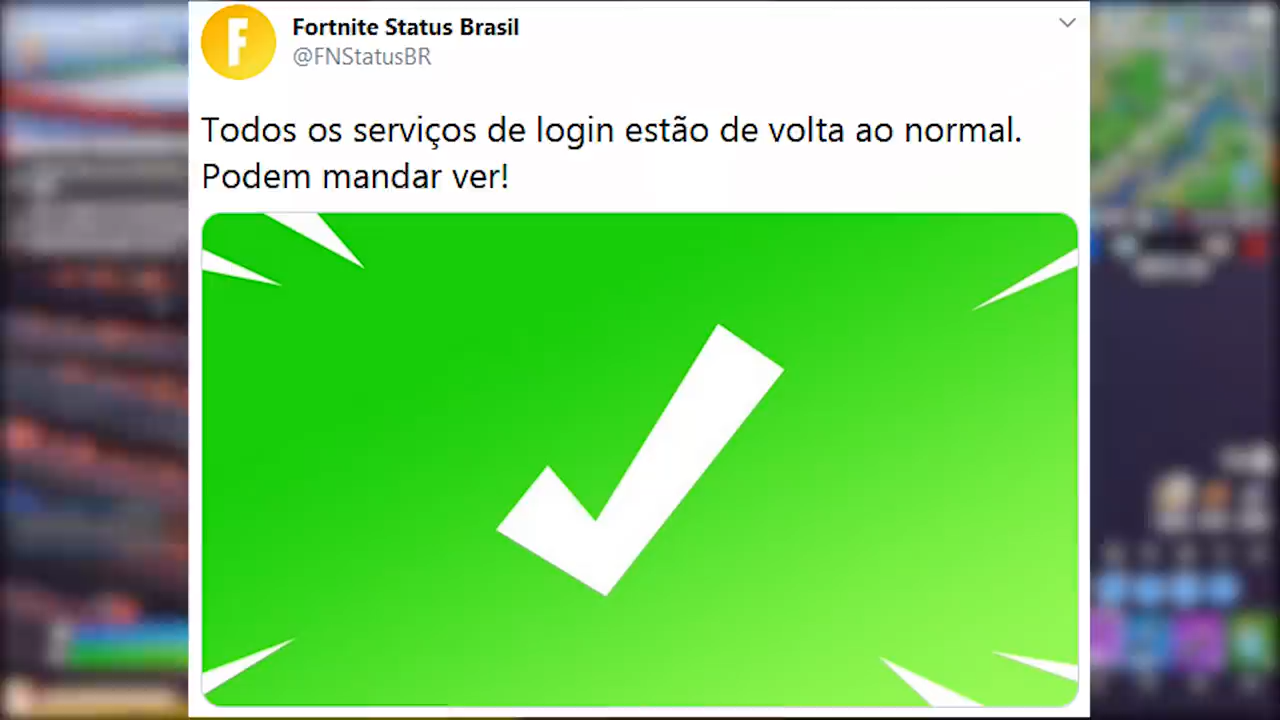 Fortnite Status Brasil
@FNStatusBR
Todos os serviços de login estão de volta ao normal.
Podem mandar ver!